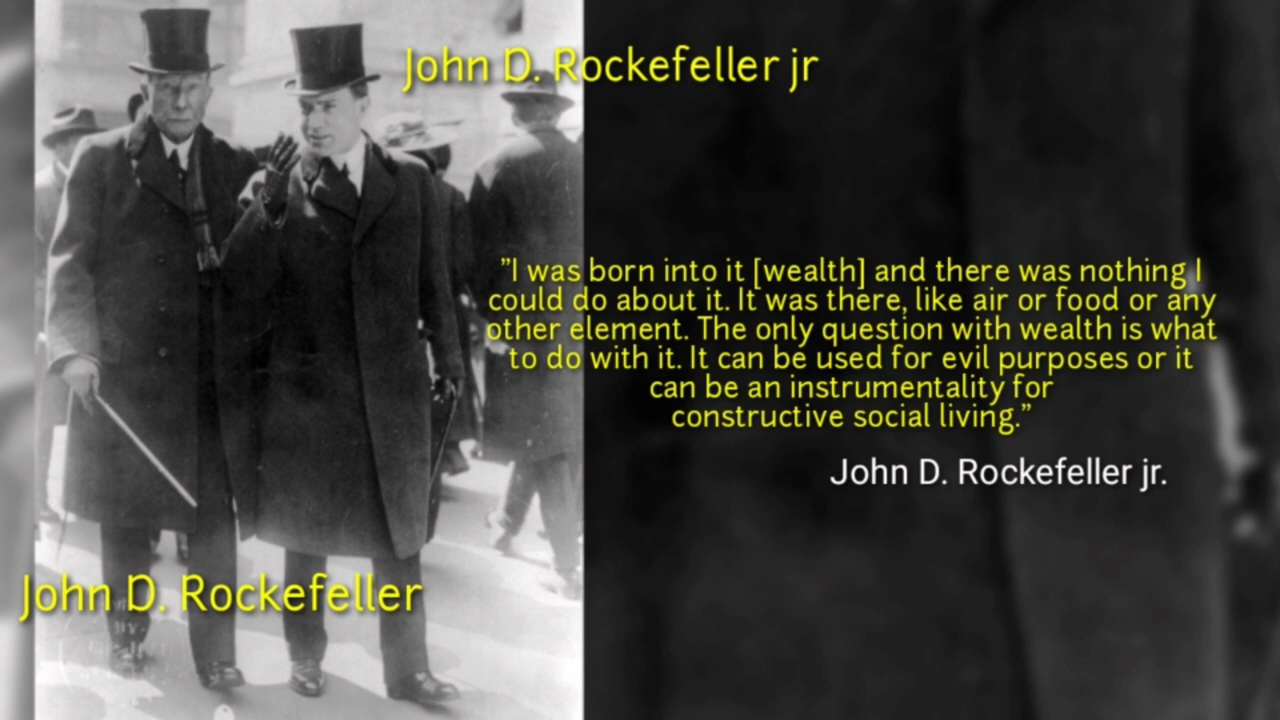 John D. Rockefeller jr
”I was born into it [wealth] and there was nothing I
could do about it. It was there, like air or food or any
other element. The only question with wealth is what
to do with it. It can be used for evil purposes or it
can be an instrumentality for
constructive social living.”
John D. Rockefeller jr.
John D. Rockefeller